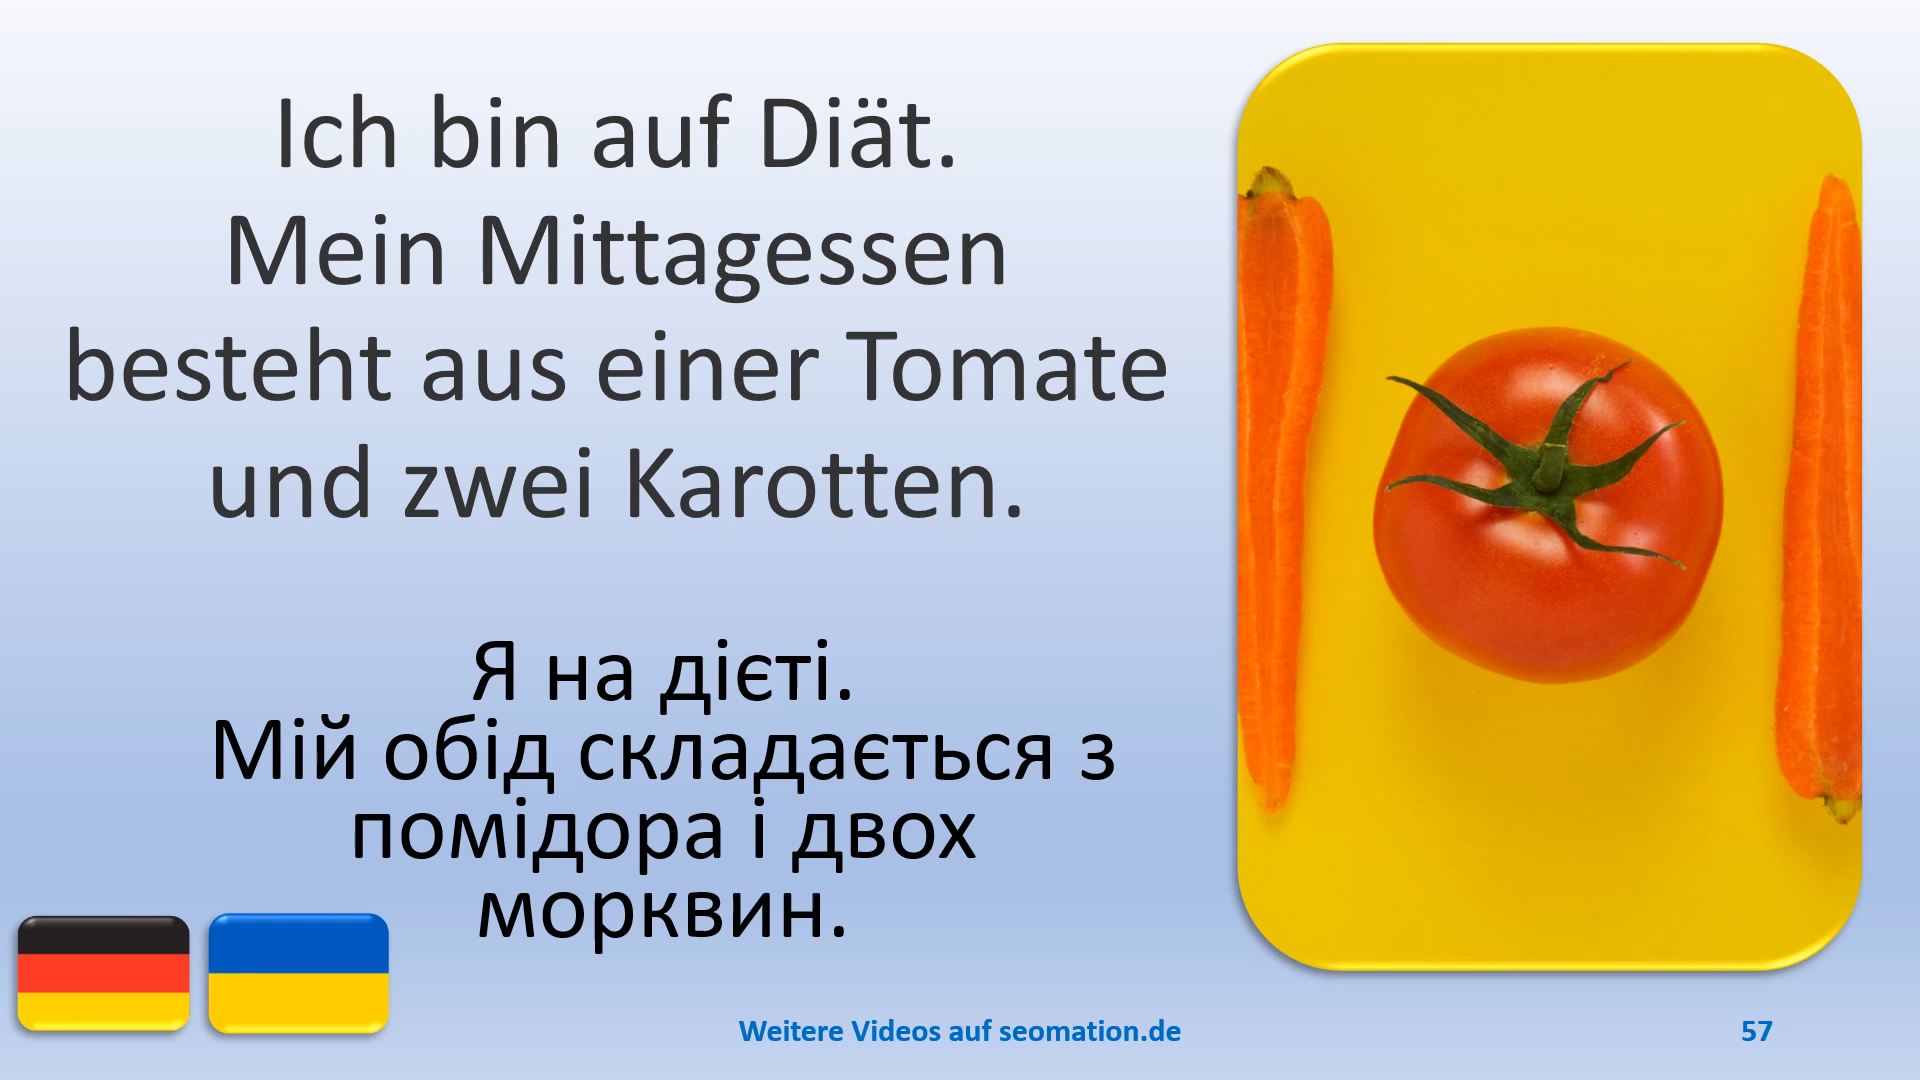 Ich bin auf Diät.
Mein Mittagessen
besteht aus einer Tomate
und zwei Karotten.
Я на дієті.
Мій обід складається з
помідора і двох
морквин.
Weitere Videos auf seomation.de
57